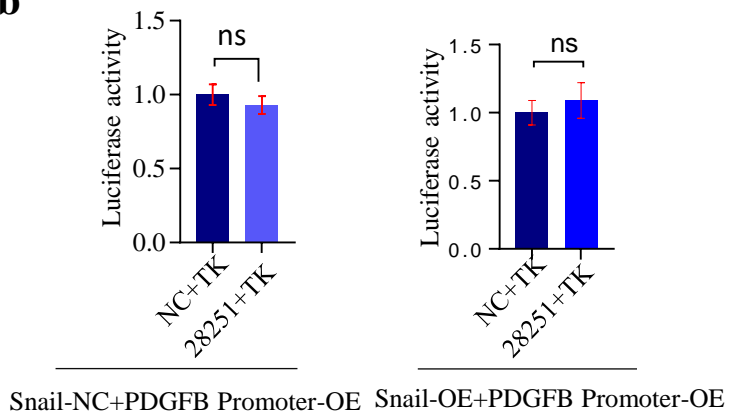 b
1.5
1.0
0.5
0.0
Luciferase activity
ns
NC+TK
28251+TK
Snail-NC+PDGFB Promoter-OE
1.5
1.0
0.5
0.0
Luciferase activity
ns
NC+TK
28251+TK
Snail-OE+PDGFB Promoter-OE